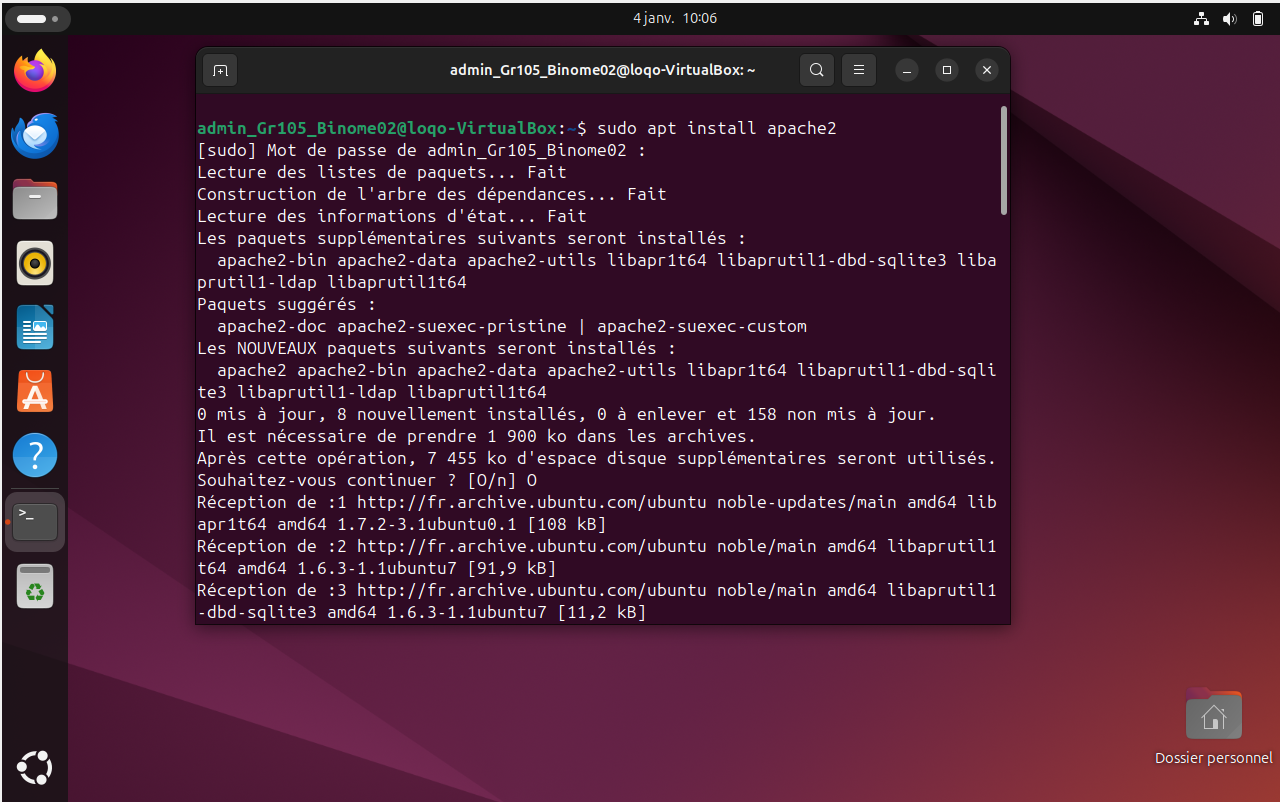 4 janv. 10:06
admin_Gr105_Binome02@loqo-VirtualBox: ~
admin_Gr105_Binome02@loqo-VirtualBox:~$ sudo apt install apache2
[sudo] Mot de passe de admin_Gr105_Binome02 :
Lecture des listes de paquets... Fait
Construction de l'arbre des dépendances... Fait
Lecture des informations d'état... Fait
Les paquets supplémentaires suivants seront installés :
  apache2-bin apache2-data apache2-utils libapr1t64 libaprutil1-dbd-sqlite3 liba
prutil1-ldap libaprutil1t64
Paquets suggérés :
  apache2-doc apache2-suexec-pristine | apache2-suexec-custom
Les NOUVEAUX paquets suivants seront installés :
  apache2 apache2-bin apache2-data apache2-utils libapr1t64 libaprutil1-dbd-sqli
te3 libaprutil1-ldap libaprutil1t64
0 mis à jour, 8 nouvellement installés, 0 à enlever et 158 non mis à jour.
Il est nécessaire de prendre 1 900 ko dans les archives.
Après cette opération, 7 455 ko d'espace disque supplémentaires seront utilisés.
Souhaitez-vous continuer ? [O/n] O
Réception de :1 http://fr.archive.ubuntu.com/ubuntu noble-updates/main amd64 lib
apr1t64 amd64 1.7.2-3.1ubuntu0.1 [108 kB]
Réception de :2 http://fr.archive.ubuntu.com/ubuntu noble/main amd64 libaprutil1
t64 amd64 1.6.3-1.1ubuntu7 [91,9 kB]
Réception de :3 http://fr.archive.ubuntu.com/ubuntu noble/main amd64 libaprutil1
-dbd-sqlite3 amd64 1.6.3-1.1ubuntu7 [11,2 kB]
Dossier personnel